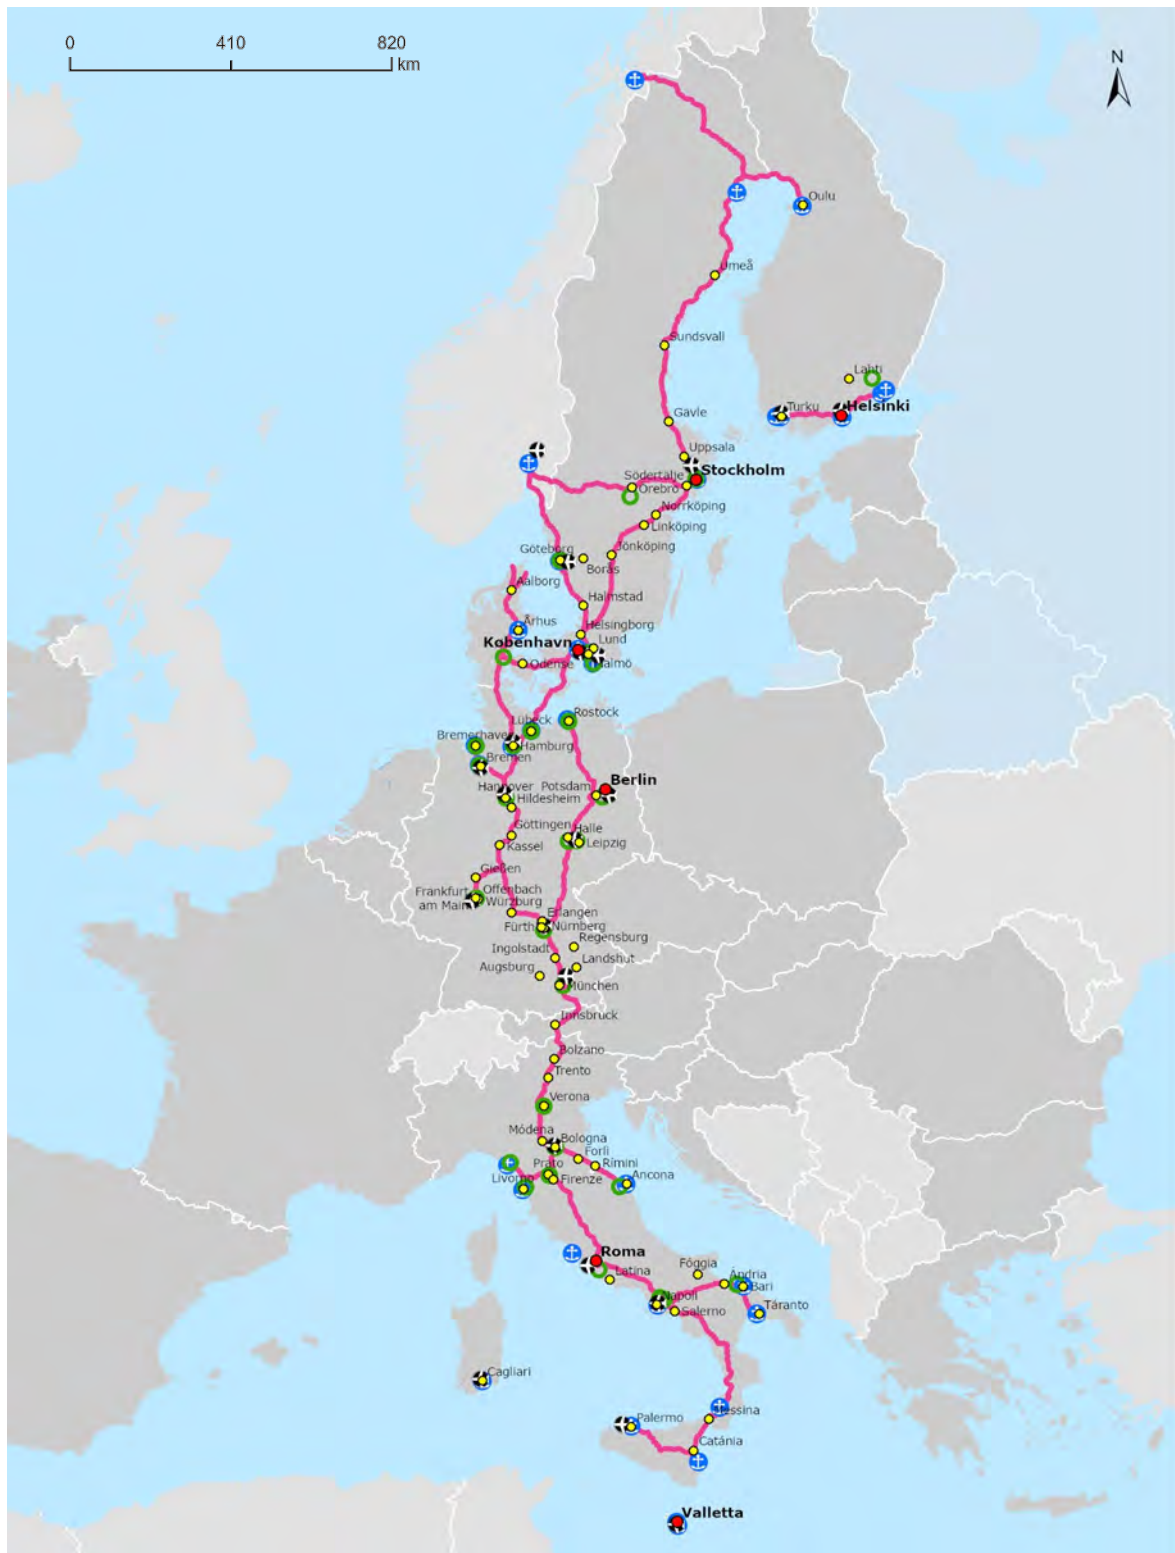 0 410 820
km
N
Oulu
Umeå
Sundsvall
Lahti
Turku
Helsinki
Gävle
Uppsala
Stockholm
Södertälje
Örebro
Norrköping
Linköping
Göteborg
Jönköping
Borås
Aalborg
Halmstad
Århus
Helsingborg
København
Lund
Odense
Malmö
Rostock
Lübeck
Bremerhaven
Hamburg
Bremen
Berlin
Hannover
Potsdam
Hildesheim
Göttingen
Halle
Kassel
Leipzig
Gießen
Frankfurt
am Main
Offenbach
Würzburg
Erlangen
Fürth
Nürnberg
Regensburg
Ingolstadt
Landshut
Augsburg
München
Innsbruck
Bolzano
Trento
Verona
Módena
Bologna
Forlì
Prato
Rímini
Livorno
Firenze
Ancona
Roma
Latina
Fóggia
Ándria
Bari
Napoli
Salerno
Táranto
Cagliari
Palermo
Messina
Catánia
Valletta